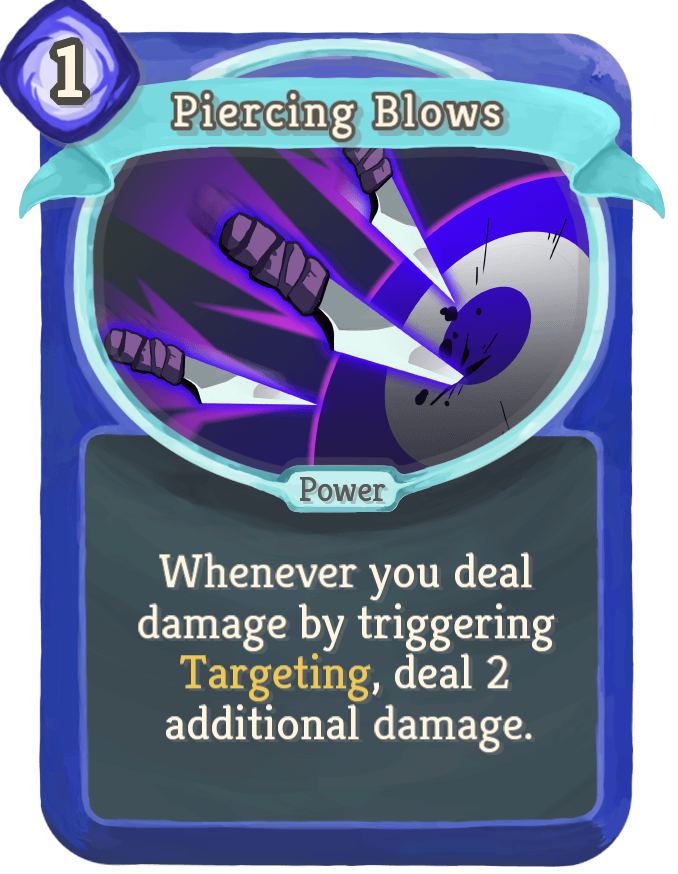 1
Piercing Blows
Power
Whenever you deal
damage by triggering
Targeting, deal 2
additional damage.